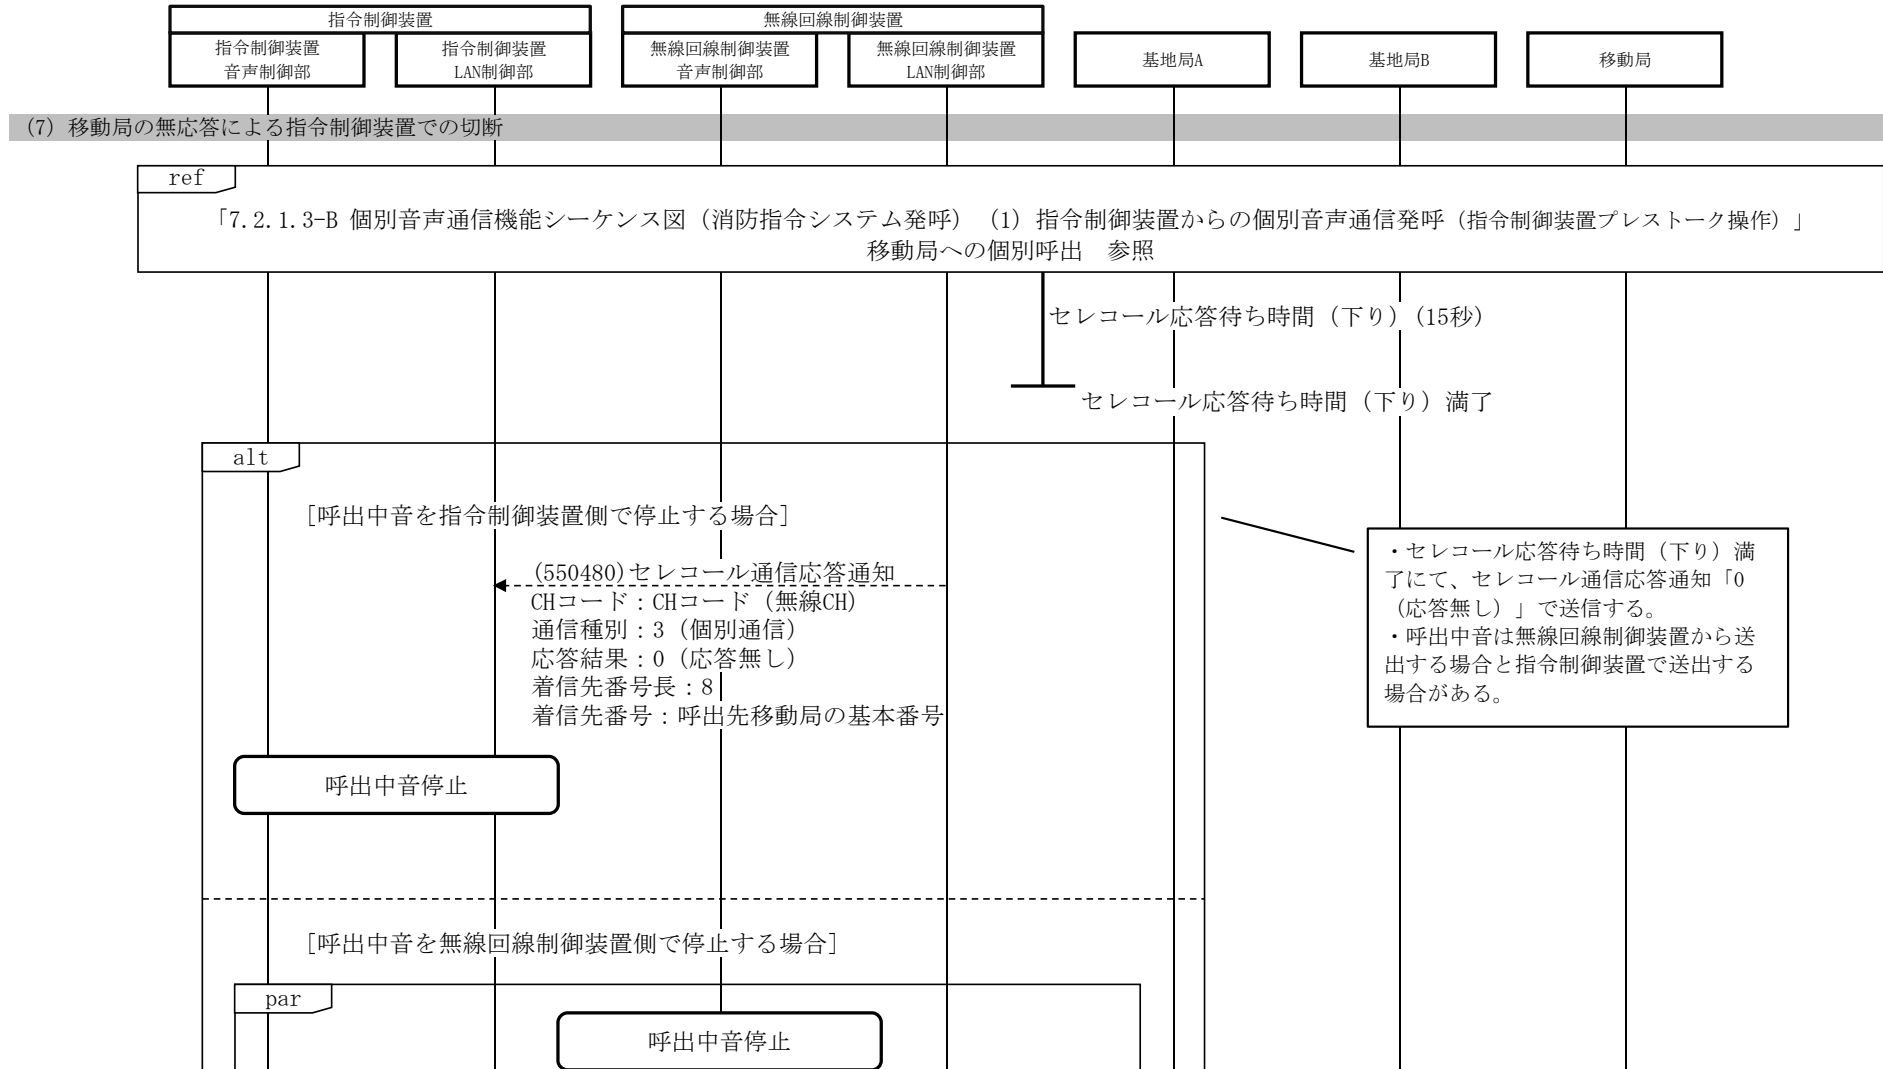 指令制御装置
無線回線制御装置
指令制御装置
音声制御部
指令制御装置
LAN制御部
無線回線制御装置
音声制御部
無線回線制御装置
LAN制御部
基地局A
基地局B
移動局
(7) 移動局の無応答による指令制御装置での切断
ref
「7.2.1.3-B 個別音声通信機能シーケンス図（消防指令システム発呼）（1）指令制御装置からの個別音声通信発呼（指令制御装置プレストーク操作）」
移動局への個別呼出　参照
セレコール応答待ち時間（下り）(15秒)
セレコール応答待ち時間（下り）満了
alt
[呼出中音を指令制御装置側で停止する場合]
(550480)セレコール通信応答通知
CHコード：CHコード（無線CH）
通信種別：3（個別通信）
応答結果：0（応答無し）
着信先番号長：8
着信先番号：呼出先移動局の基本番号
・セレコール応答待ち時間（下り）満
了にて、セレコール通信応答通知「0
（応答無し）」で送信する。
・呼出中音は無線回線制御装置から送
出する場合と指令制御装置で送出する
場合がある。
呼出中音停止
[呼出中音を無線回線制御装置側で停止する場合]
par
呼出中音停止